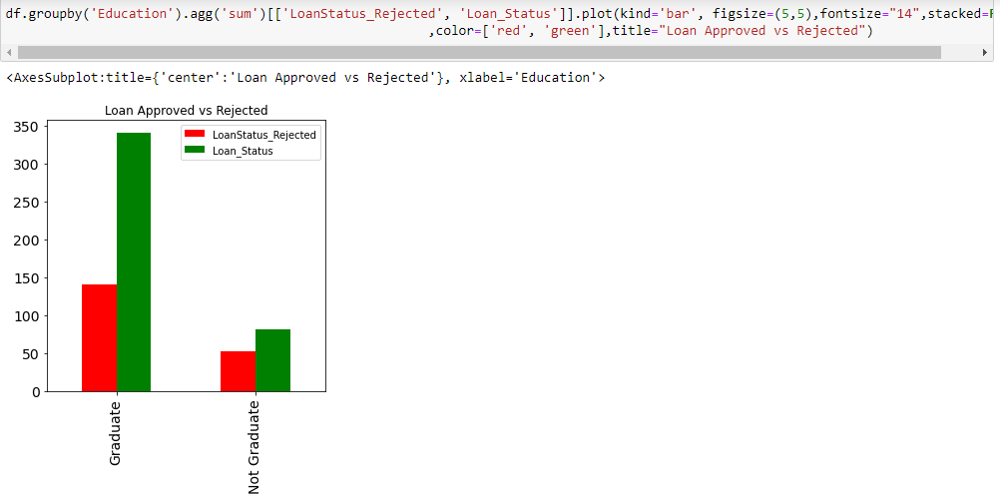 df.groupby('Education').agg('sum')[['LoanStatus_Rejected', 'Loan_Status']].plot(kind='bar', figsize=(5,5),fontsize="14",stacked=
,color=['red', 'green'],title="Loan Approved vs Rejected")
<AxesSubplot:title={'center':'Loan Approved vs Rejected'}, xlabel='Education'>
Loan Approved vs Rejected
LoanStatus_Rejected
Loan_Status
350
300
250
200
150
100
50
0
Graduate
Not Graduate